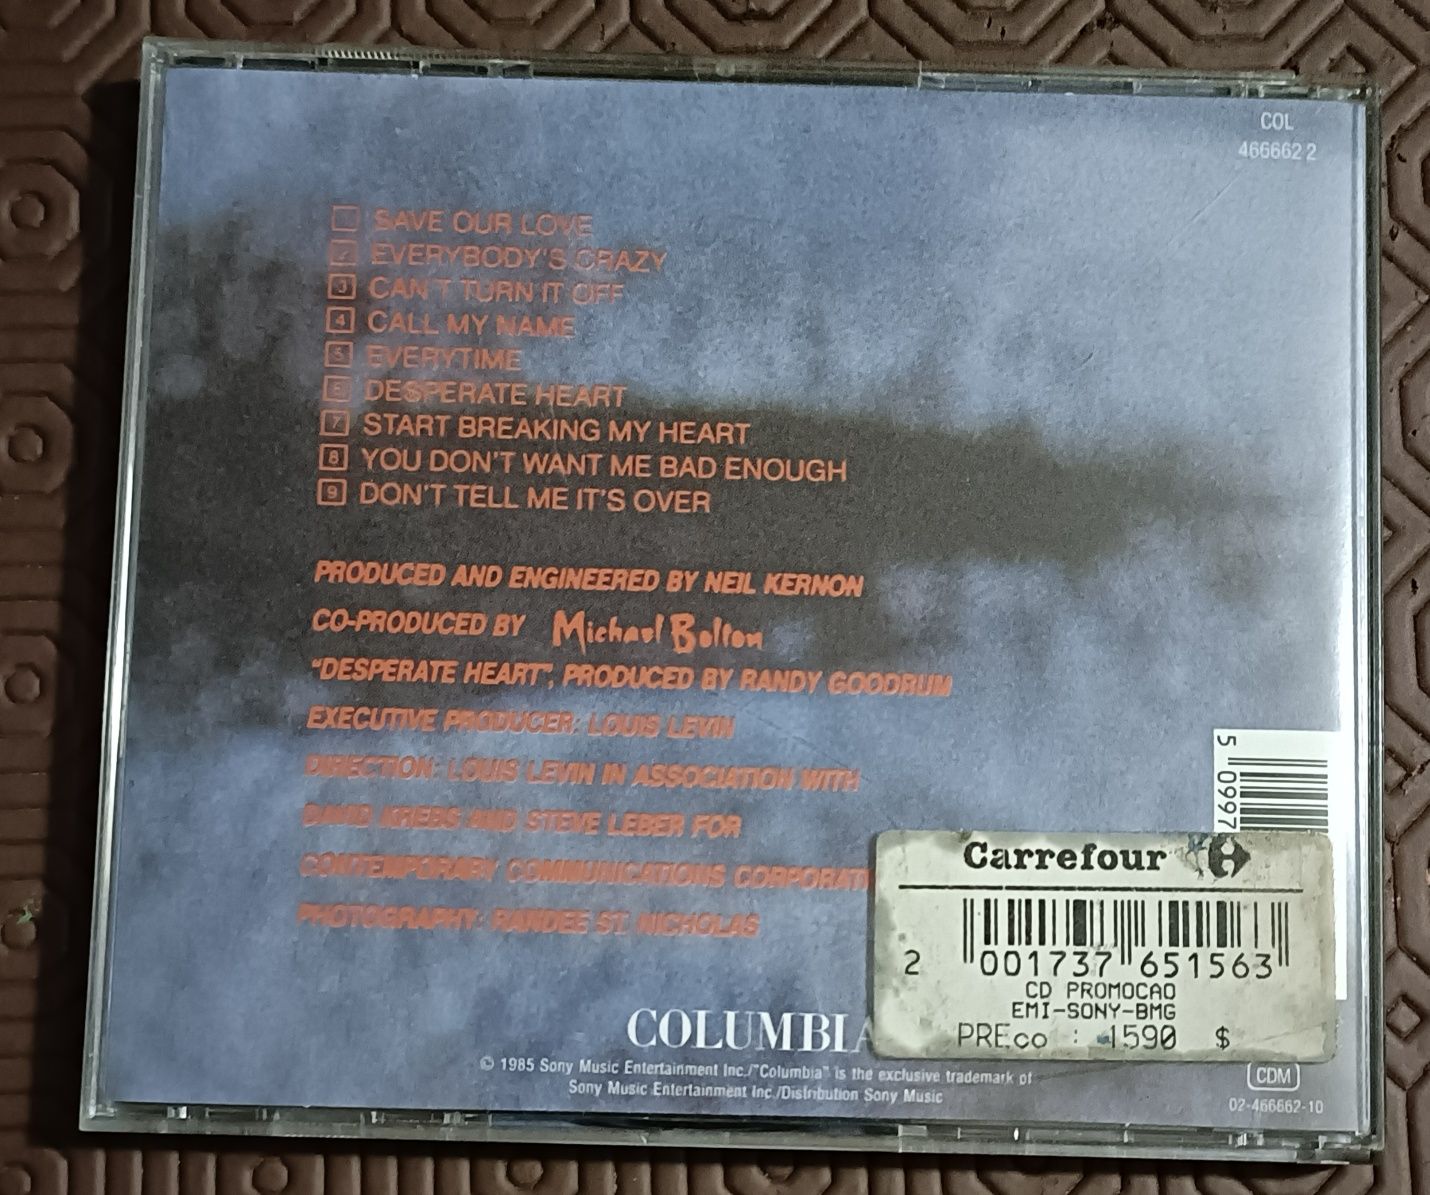 COL
466662 2
SAVE OUR LOVE
2 EVERYBODY'S CRAZY
3 CAN'T TURN IT OFF
4 CALL MY NAME
5 EVERYTIME
6 DESPERATE HEART
7 START BREAKING MY HEART
8 YOU DON'T WANT ME BAD ENOUGH
9 DON'T TELL ME IT'S OVER
PRODUCED AND ENGINEERED BY NEIL KERNON
CO-PRODUCED BY Michael Bolton
"DESPERATE HEART", PRODUCED BY RANDY GOODRUM
EXECUTIVE PRODUCER: LOUIS LEVIN
DIRECTION: LOUIS LEVIN IN ASSOCIATION WITH
DAVID KREBS AND STEVE LEBER FOR
CONTEMPORARY COMMUNICATIONS CORPORATI
PHOTOGRAPHY: RANDEE ST. NICHOLAS
5 0997
Carrefour
2 001737 651563
CD PROMOCAO
EMI-SONY-BMG
PREco : 1590 $
COLUMBIA
© 1985 Sony Music Entertainment Inc./"Columbia" is the exclusive trademark of
Sony Music Entertainment Inc./Distribution Sony Music
CDM
02-466662-10